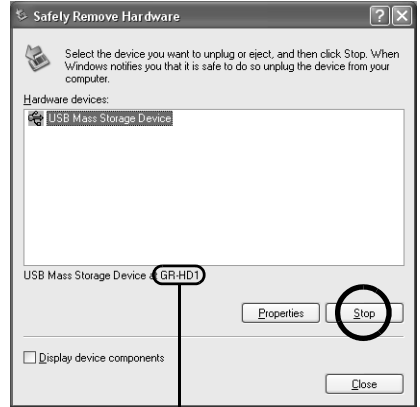 Safely Remove Hardware
Select the device you want to unplug or eject, and then click Stop. When
Windows notifies you that it is safe to do so unplug the device from your
computer.
Hardware devices:
USB Mass Storage Device
USB Mass Storage Device at GR-HD1
Properties
Stop
Display device components
Close